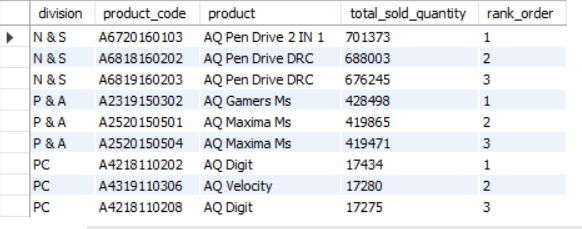 division product_code product total_sold_quantity rank_order
N & S A6720160103 AQ Pen Drive 2 IN 1 701373 1
N & S A6818160202 AQ Pen Drive DRC 688003 2
N & S A6819160203 AQ Pen Drive DRC 676245 3
P & A A2319150302 AQ Gamers Ms 428498 1
P & A A2520150501 AQ Maxima Ms 419865 2
P & A A2520150504 AQ Maxima Ms 419471 3
PC A4218110202 AQ Digit 17434 1
PC A4319110306 AQ Velocity 17280 2
PC A4218110208 AQ Digit 17275 3